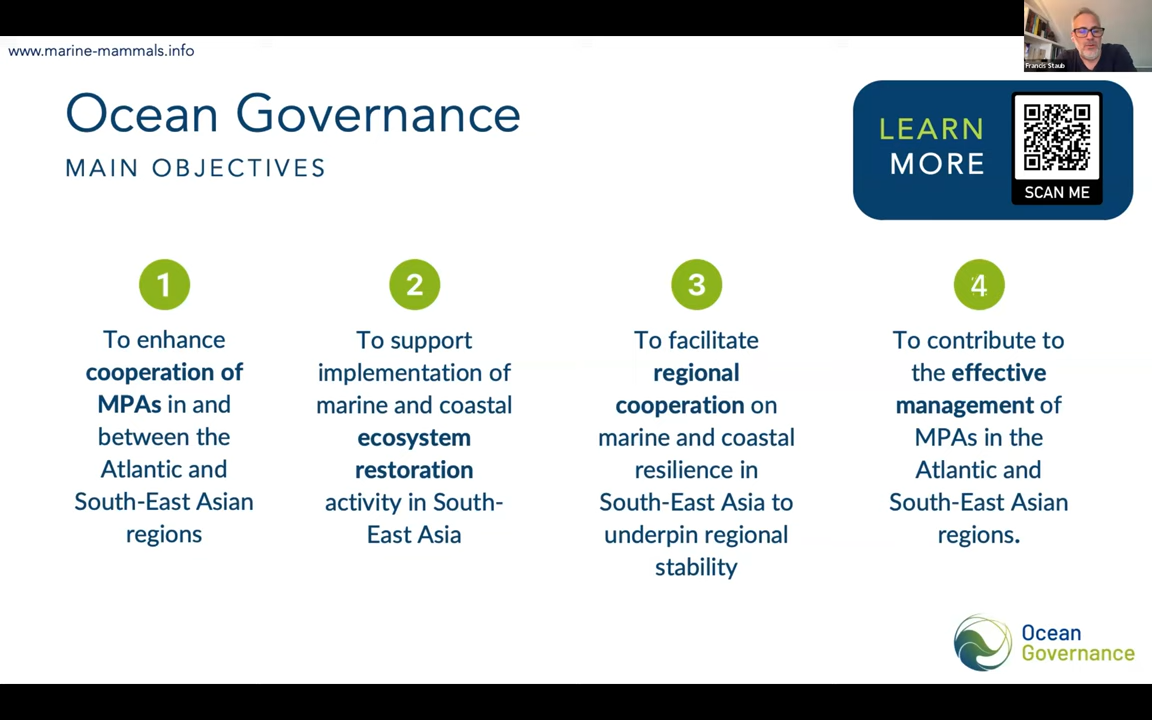 www.marine-mammals.info
Francis Staub
Ocean Governance
MAIN OBJECTIVES
LEARN
MORE
SCAN ME
1
To enhance
cooperation of
MPAs in and
between the
Atlantic and
South-East Asian
regions
2
To support
implementation of
marine and coastal
ecosystem
restoration
activity in South-
East Asia
3
To facilitate
regional
cooperation on
marine and coastal
resilience in
South-East Asia to
underpin regional
stability
4
To contribute to
the effective
management of
MPAs in the
Atlantic and
South-East Asian
regions.
Ocean
Governance